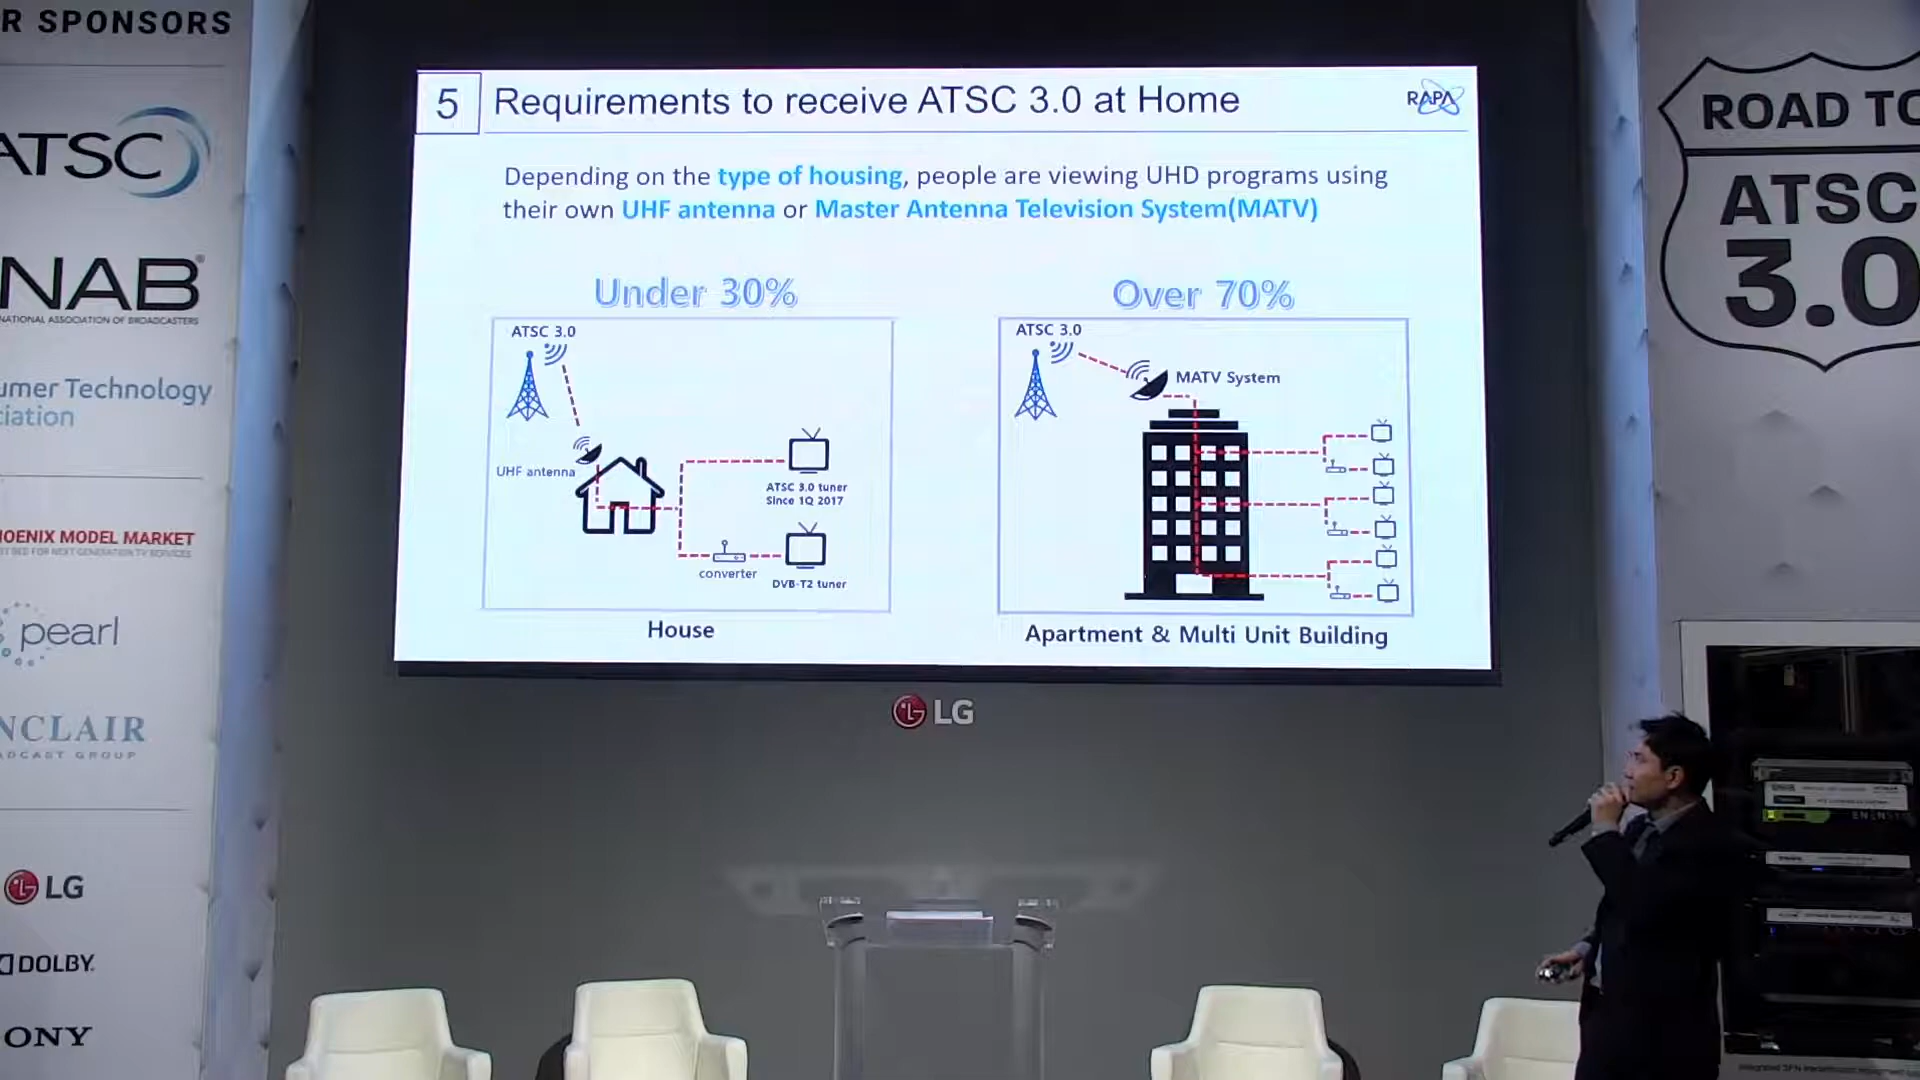 R SPONSORS
ATSC
NAB
NATIONAL ASSOCIATION OF BROADCASTERS
umer Technology
ciation
HOENIX MODEL MARKET
pearl
NCLAIR
ADCAST GROUP
LG
DOLBY
ONY
5
Requirements to receive ATSC 3.0 at Home
RAPA
Depending on the type of housing, people are viewing UHD programs using
their own UHF antenna or Master Antenna Television System(MATV)
Under 30%
ATSC 3.0
UHF antenna
ATSC 3.0 tuner
Since 1Q 2017
converter
DVB-T2 tuner
House
Over 70%
ATSC 3.0
MATV System
Apartment & Multi Unit Building
LG
ROAD TO
ATSC
3.0